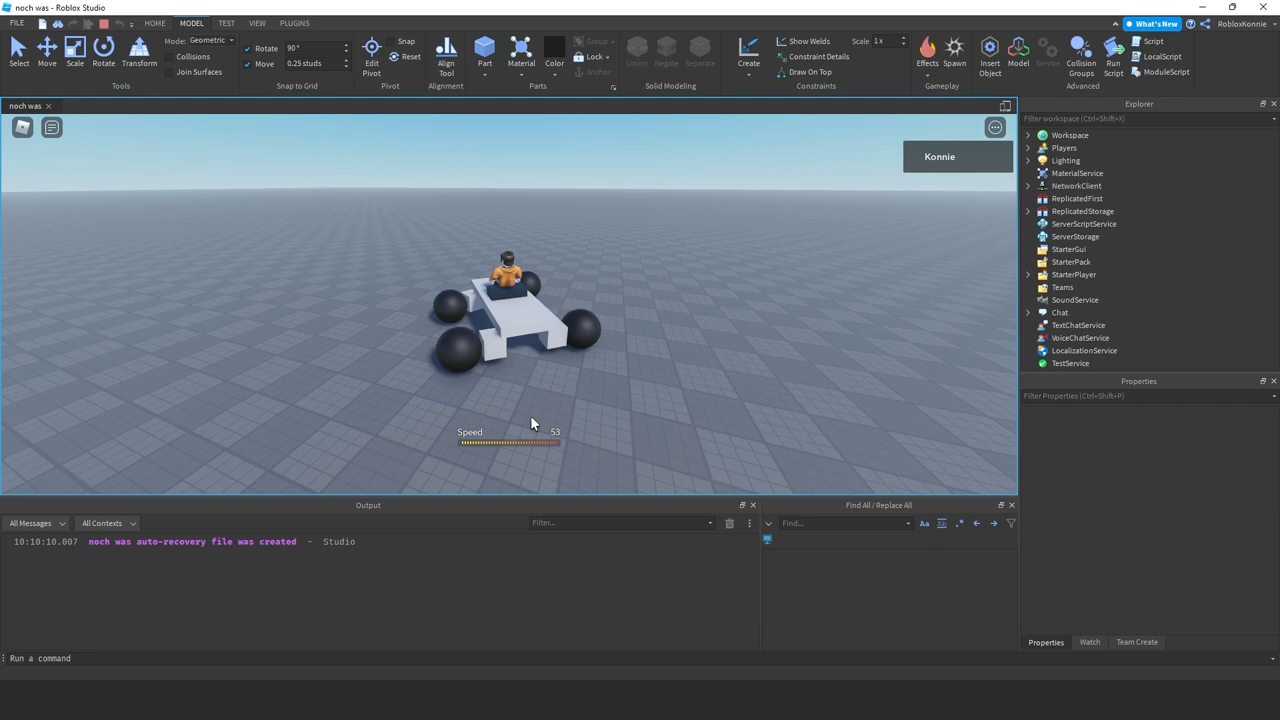 noch was - Roblox Studio
FILE
HOME
MODEL
TEST
VIEW
PLUGINS
What's New
RobloxKonnie
Select
Move
Scale
Rotate
Transform
Mode: Geometric
Collisions
Join Surfaces
Tools
Rotate 90°
Move 0.25 studs
Snap to Grid
Edit Pivot
Snap
Reset
Pivot
Align Tool
Alignment
Part
Material
Color
Group
Lock
Anchor
Parts
Union
Negate
Separate
Solid Modeling
Create
Show Welds
Scale 1 x
Constraint Details
Draw On Top
Constraints
Effects
Spawn
Gameplay
Insert Object
Model
Service
Collision Groups
Run Script
Script
LocalScript
ModuleScript
Advanced
noch was
Konnie
Speed 53
Explorer
Filter workspace (Ctrl+Shift+X)
Workspace
Players
Lighting
MaterialService
NetworkClient
ReplicatedFirst
ReplicatedStorage
ServerScriptService
ServerStorage
StarterGui
StarterPack
StarterPlayer
Teams
SoundService
Chat
TextChatService
VoiceChatService
LocalizationService
TestService
Properties
Filter Properties (Ctrl+Shift+P)
Output
All Messages
All Contexts
Filter...
10:10:10.007 noch was auto-recovery file was created - Studio
Find All / Replace All
Find...
Aa
Ab
.*
Properties
Watch
Team Create
Run a command